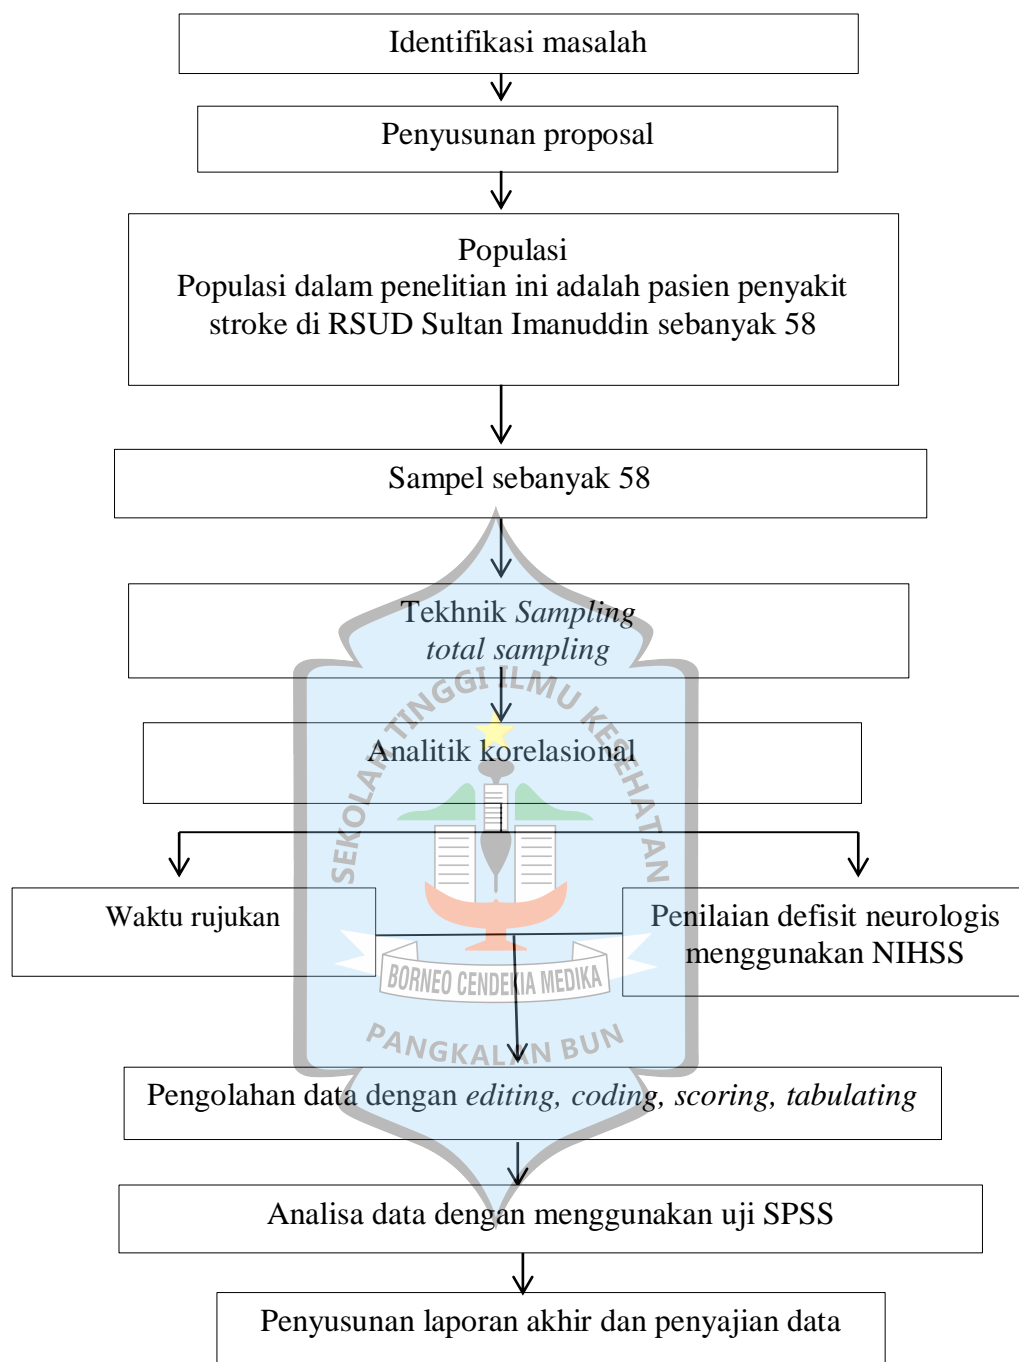 Identifikasi masalah
Penyusunan proposal
Populasi
Populasi dalam penelitian ini adalah pasien penyakit
stroke di RSUD Sultan Imanuddin sebanyak 58
Sampel sebanyak 58
Tekhnik Sampling
total sampling
SEKOLAH TINGGI ILMU KESEHATAN
Analitik korelasional
Waktu rujukan
Penilaian defisit neurologis
menggunakan NIHSS
BORNEO CENDEKIA MEDIKA
PANGKALAN BUN
Pengolahan data dengan editing, coding, scoring, tabulating
Analisa data dengan menggunakan uji SPSS
Penyusunan laporan akhir dan penyajian data